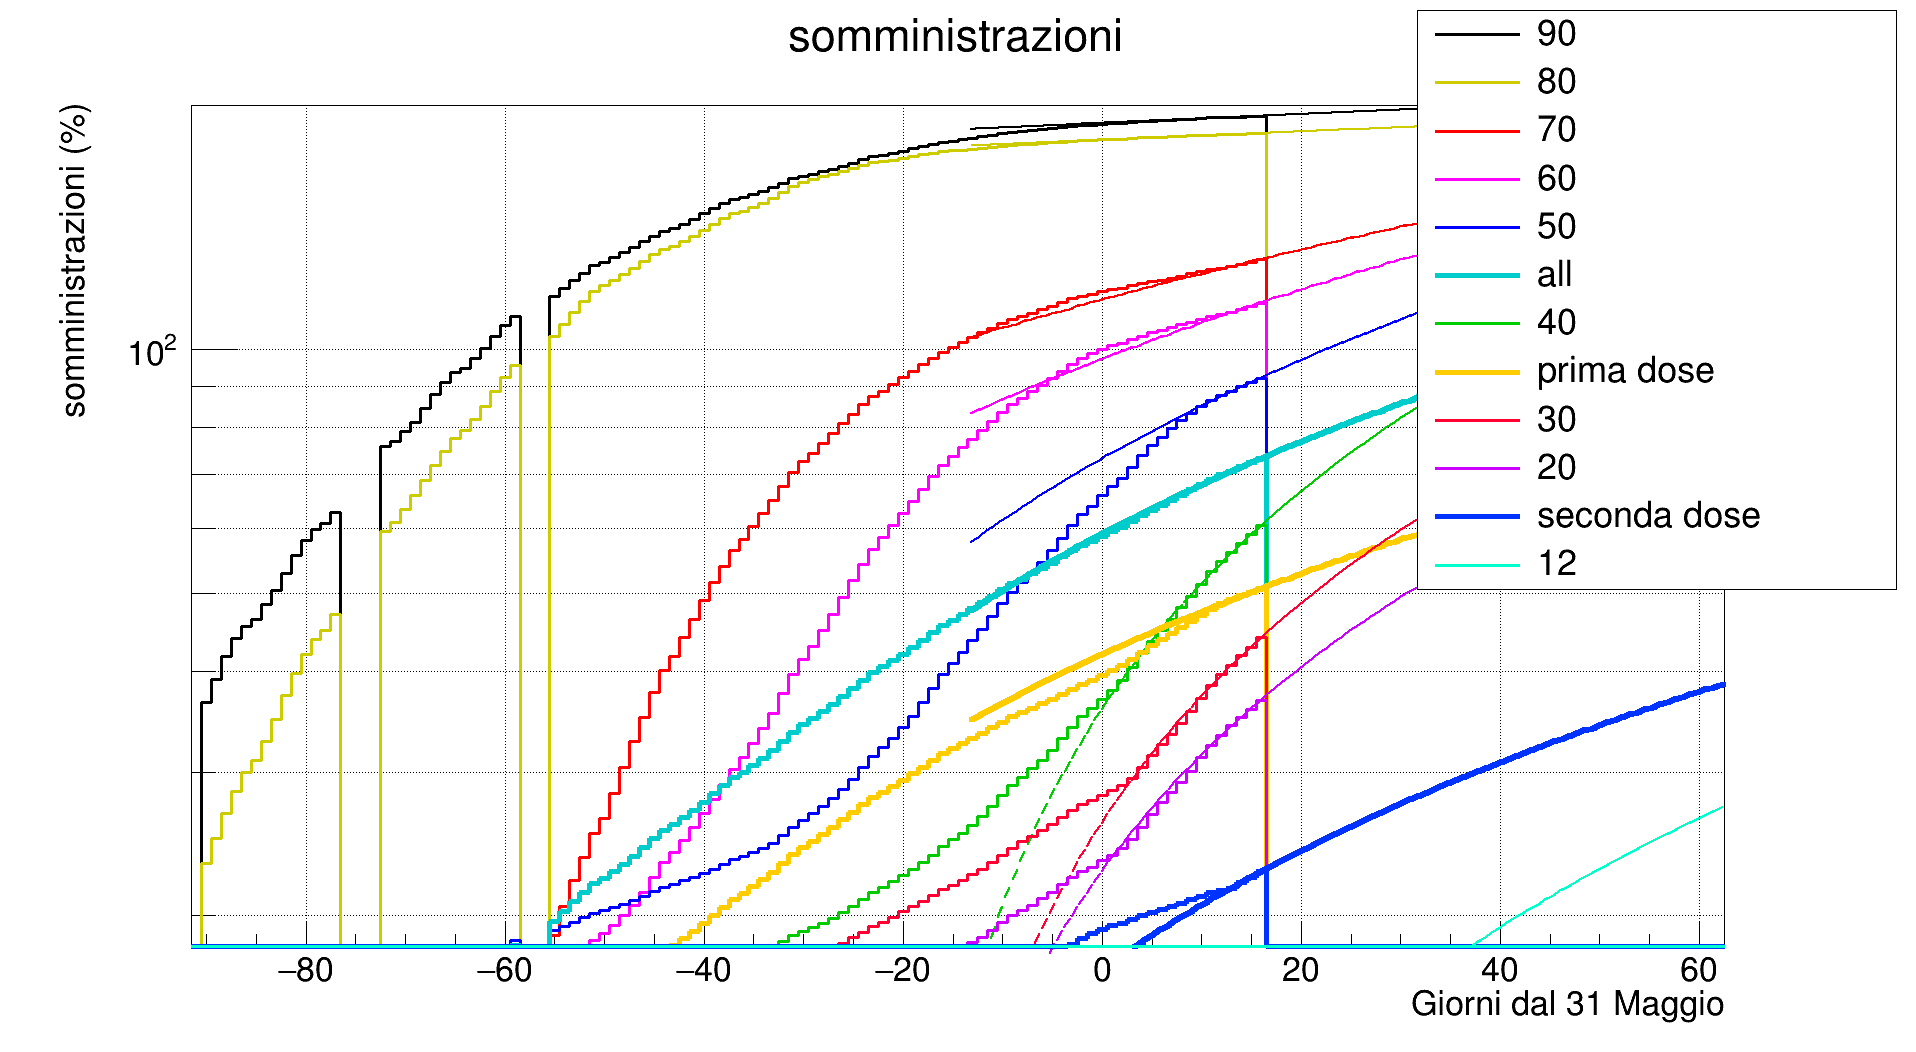 somministrazioni
somministrazioni (%)
10²
−80 −60 −40 −20 0 20 40 60
Giorni dal 31 Maggio
90
80
70
60
50
all
40
prima dose
30
20
seconda dose
12